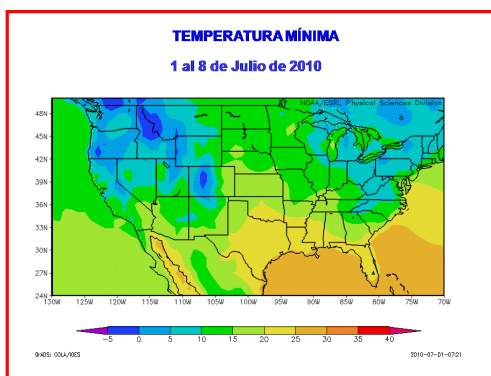 TEMPERATURA MÍNIMA
1 al 8 de Julio de 2010
NOAA/ESRL Physical Sciences Division
48N
45N
42N
39N
36N
33N
30N
27N
24N
130W 125W 120W 115W 110W 105W 100W 95W 90W 85W 80W 75W 70W
-5 0 5 10 15 20 25 30 35 40
GrADS: COLA/IGES 2010-07-01-07:21